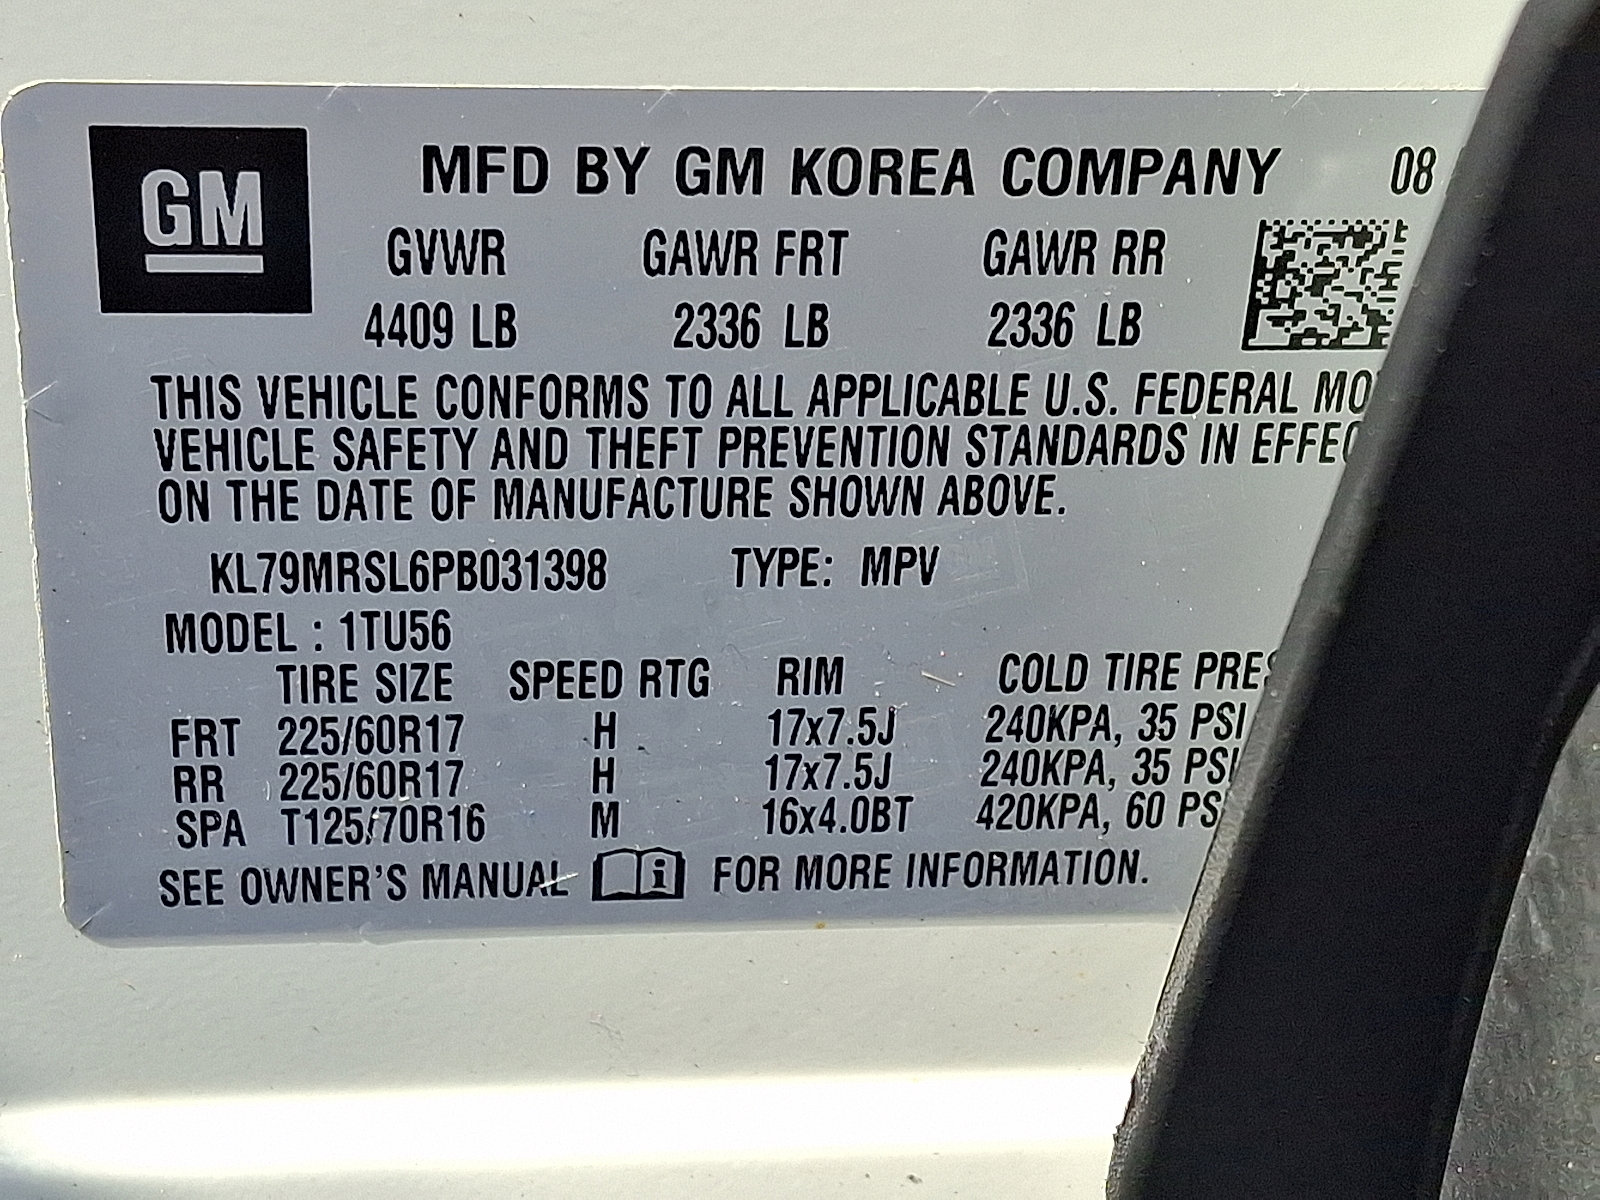 GM
MFD BY GM KOREA COMPANY 08
GVWR GAWR FRT GAWR RR
4409 LB 2336 LB 2336 LB
THIS VEHICLE CONFORMS TO ALL APPLICABLE U.S. FEDERAL MO
VEHICLE SAFETY AND THEFT PREVENTION STANDARDS IN EFFEC
ON THE DATE OF MANUFACTURE SHOWN ABOVE.
KL79MRSL6PB031398 TYPE: MPV
MODEL : 1TU56
TIRE SIZE SPEED RTG RIM COLD TIRE PRES
FRT 225/60R17 H 17x7.5J 240KPA, 35 PSI
RR 225/60R17 H 17x7.5J 240KPA, 35 PSI
SPA T125/70R16 M 16x4.0BT 420KPA, 60 PS
SEE OWNER'S MANUAL i FOR MORE INFORMATION.